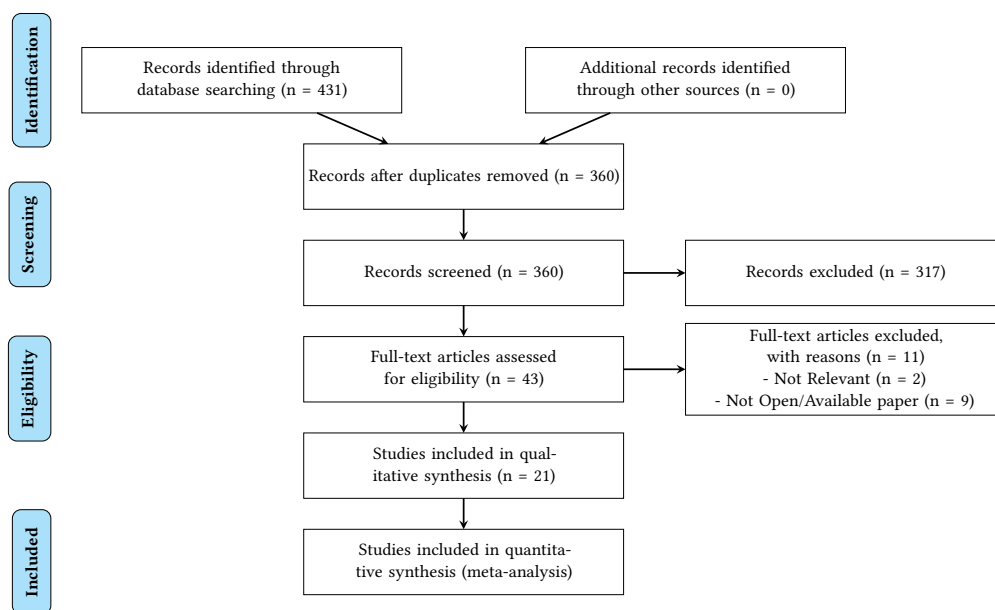 Identification
Records identified through
database searching (n = 431)
Additional records identified
through other sources (n = 0)
Records after duplicates removed (n = 360)
Screening
Records screened (n = 360)
Records excluded (n = 317)
Eligibility
Full-text articles assessed
for eligibility (n = 43)
Full-text articles excluded,
with reasons (n = 11)
- Not Relevant (n = 2)
- Not Open/Available paper (n = 9)
Studies included in qual-
itative synthesis (n = 21)
Included
Studies included in quantita-
tive synthesis (meta-analysis)